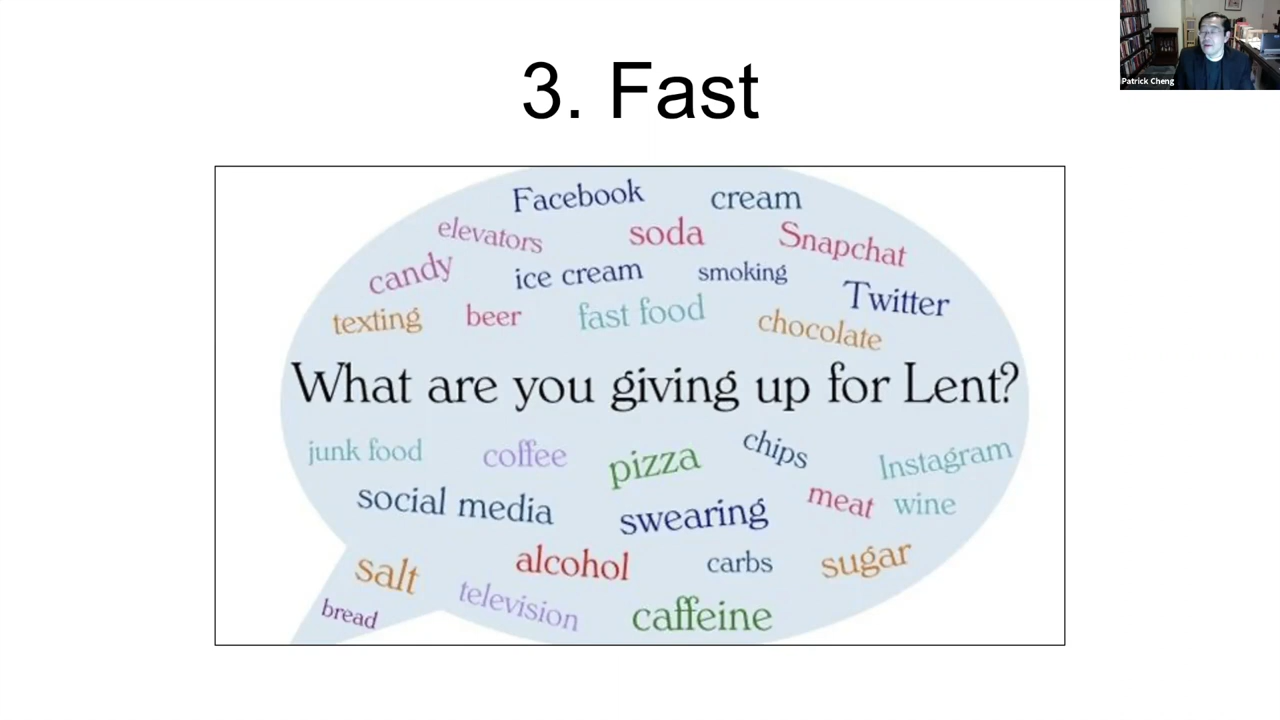 3. Fast
Patrick Cheng
Facebook cream
elevators soda Snapchat
candy ice cream smoking Twitter
texting beer fast food chocolate
What are you giving up for Lent?
junk food coffee pizza chips Instagram
social media swearing meat wine
salt alcohol carbs sugar
bread television caffeine